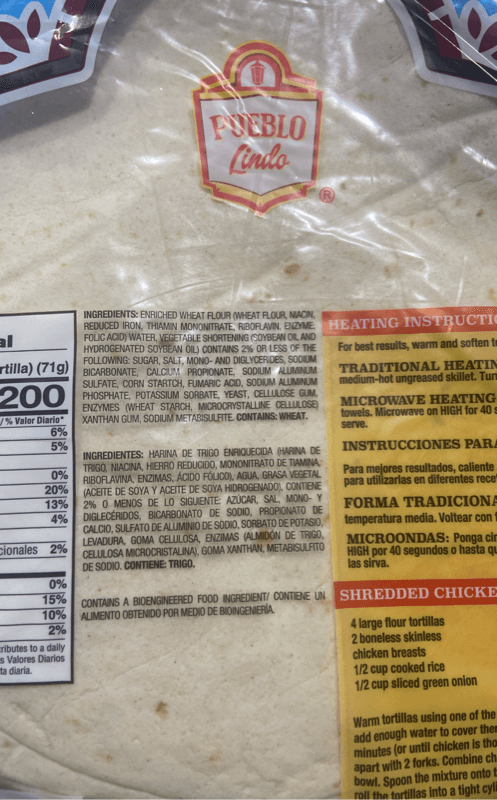 PUEBLO
Lindo
®
al
rtilla) (71g)
200
/ % Valor Diario*
6%
5%
0%
20%
13%
4%
cionales 2%
0%
15%
10%
2%
tributes to a daily
s Valores Diarios
ta diaria.
INGREDIENTS: ENRICHED WHEAT FLOUR (WHEAT FLOUR, NIACIN,
REDUCED IRON, THIAMIN MONONITRATE, RIBOFLAVIN, ENZYME,
FOLIC ACID) WATER, VEGETABLE SHORTENING (SOYBEAN OIL AND
HYDROGENATED SOYBEAN OIL) CONTAINS 2% OR LESS OF THE
FOLLOWING: SUGAR, SALT, MONO- AND DIGLYCERIDES, SODIUM
BICARBONATE, CALCIUM PROPIONATE, SODIUM ALUMINUM
SULFATE, CORN STARTCH, FUMARIC ACID, SODIUM ALUMINUM
PHOSPHATE, POTASSIUM SORBATE, YEAST, CELLULOSE GUM,
ENZYMES (WHEAT STARCH, MICROCRYSTALLINE CELLULOSE)
XANTHAN GUM, SODIUM METABISULFITE. CONTAINS: WHEAT.
INGREDIENTES: HARINA DE TRIGO ENRIQUECIDA (HARINA DE
TRIGO, NIACINA, HIERRO REDUCIDO, MONONITRATO DE TIAMINA,
RIBOFLAVINA, ENZIMAS, ÁCIDO FÓLICO), AGUA, GRASA VEGETAL
(ACEITE DE SOYA Y ACEITE DE SOYA HIDROGENADO), CONTIENE
2% O MENOS DE LO SIGUIENTE: AZÚCAR, SAL, MONO- Y
DIGLECÉRIDOS, BICARBONATO DE SODIO, PROPIONATO DE
CALCIO, SULFATO DE ALUMINIO DE SODIO, SORBATO DE POTASIO,
LEVADURA, GOMA CELULOSA, ENZIMAS (ALMIDÓN DE TRIGO,
CELULOSA MICROCRISTALINA), GOMA XANTHAN, METABISULFITO
DE SODIO. CONTIENE: TRIGO.
CONTAINS A BIOENGINEERED FOOD INGREDIENT/ CONTIENE UN
ALIMENTO OBTENIDO POR MEDIO DE BIOINGENIERÍA.
HEATING INSTRUCTIO
For best results, warm and soften t
TRADITIONAL HEATIN
medium-hot ungreased skillet. Tur
MICROWAVE HEATING
towels. Microwave on HIGH for 40 s
serve.
INSTRUCCIONES PARA
Para mejores resultados, caliente
para utilizarlas en diferentes rece
FORMA TRADICIONA
temperatura media. Voltear con
MICROONDAS: Ponga cin
HIGH por 40 segundos o hasta qu
las sirva.
SHREDDED CHICKE
4 large flour tortillas
2 boneless skinless
chicken breasts
1/2 cup cooked rice
1/2 cup sliced green onion
Warm tortillas using one of the
add enough water to cover the
minutes (or until chicken is tho
apart with 2 forks. Combine ch
bowl. Spoon the mixture onto t
roll the tortillas into a tight cyli